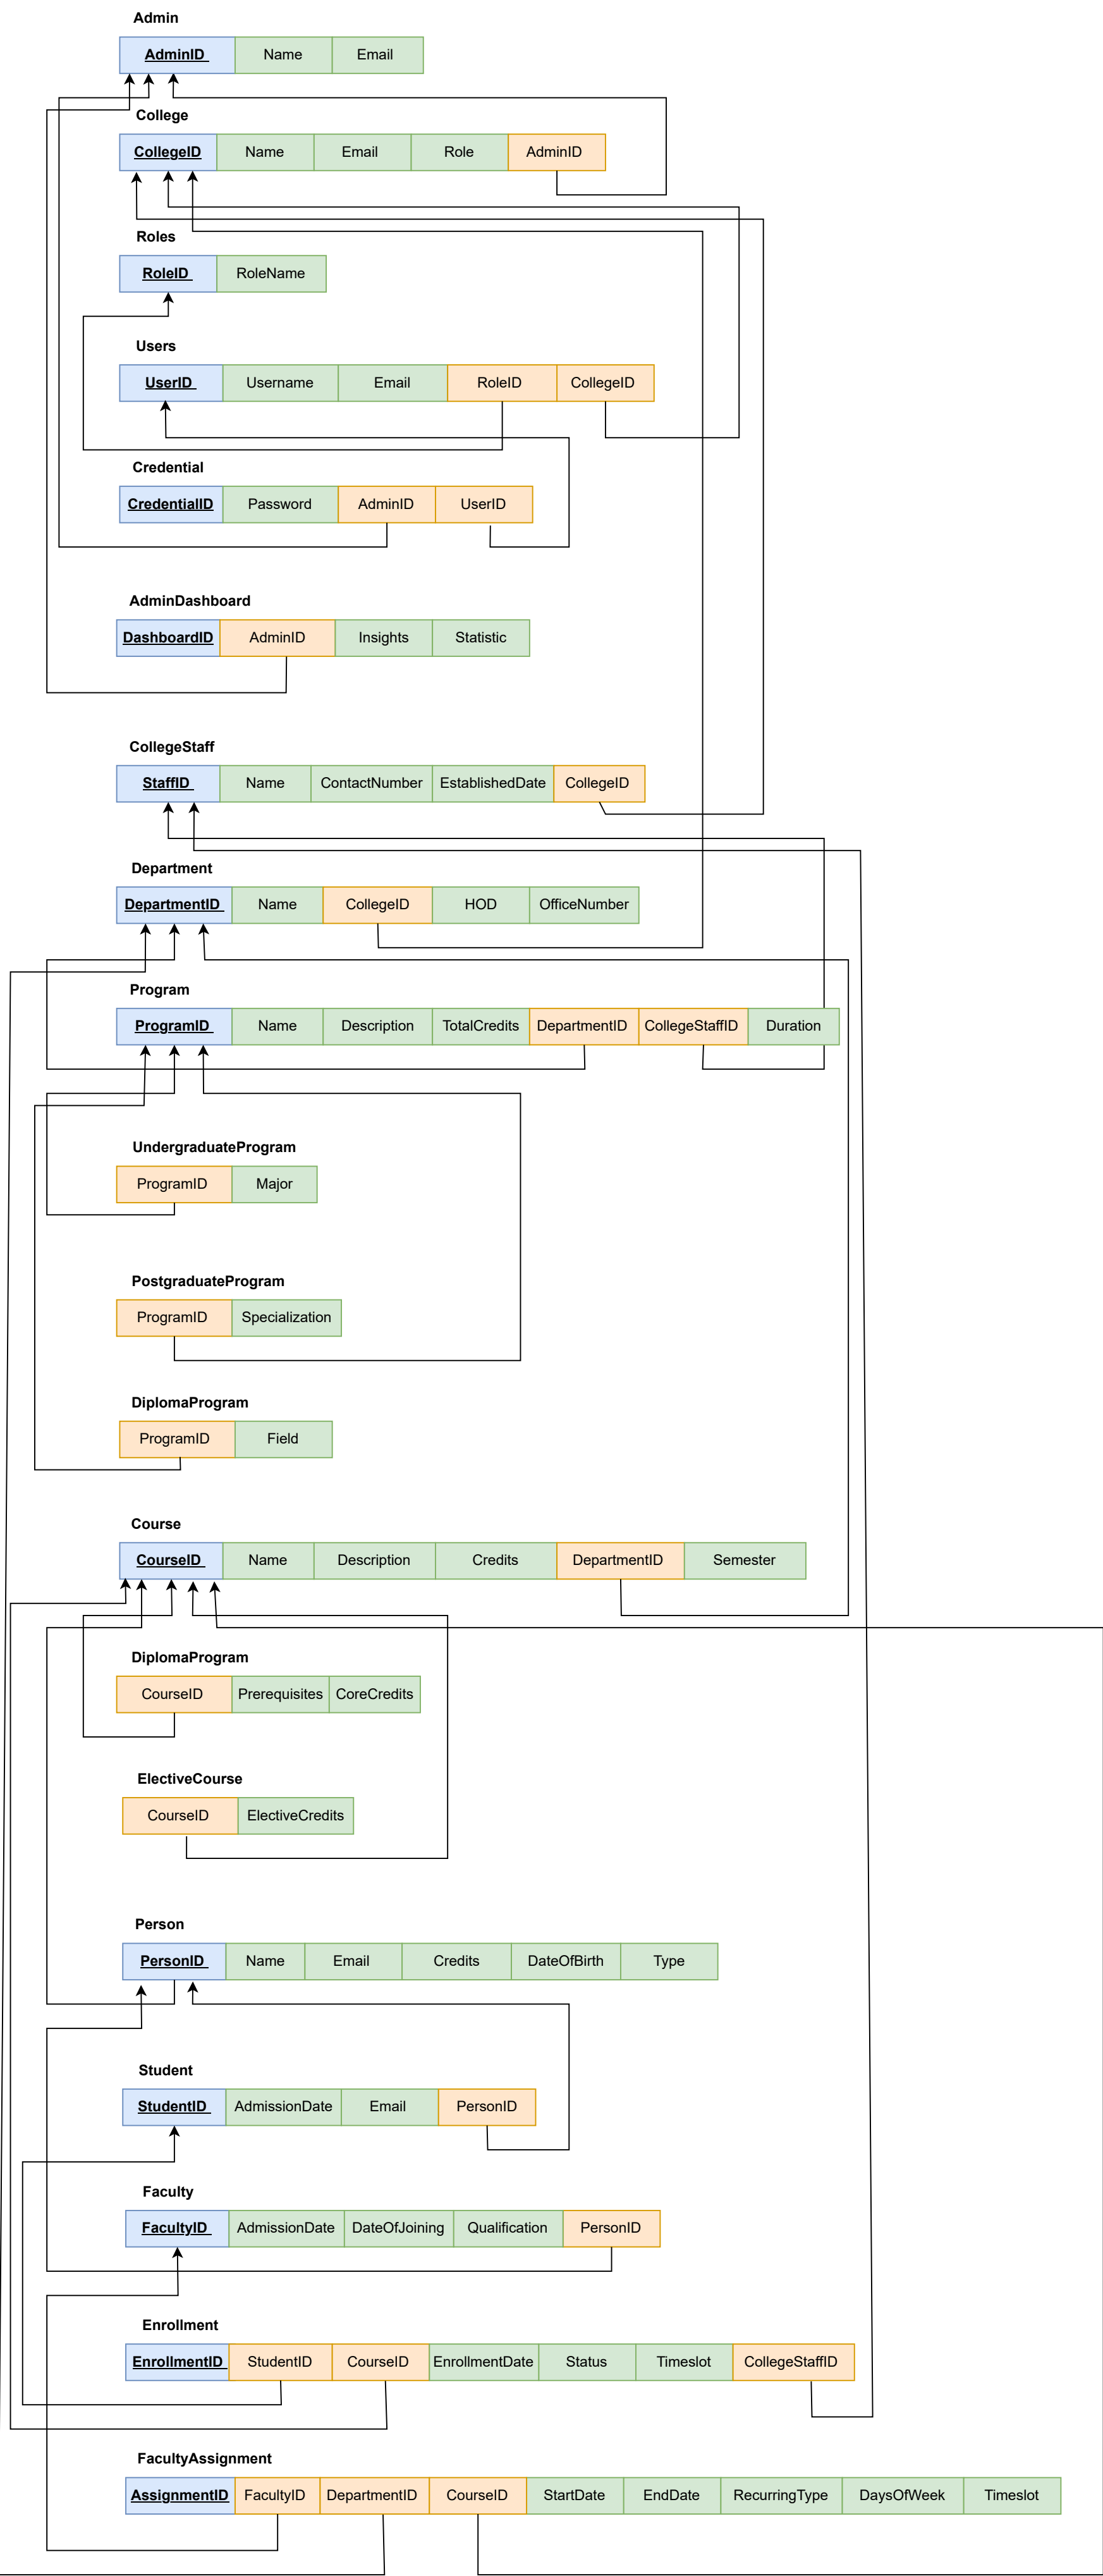 Admin
AdminID Name Email
College
CollegeID Name Email Role AdminID
Roles
RoleID RoleName
Users
UserID Username Email RoleID CollegeID
Credential
CredentialID Password AdminID UserID
AdminDashboard
DashboardID AdminID Insights Statistic
CollegeStaff
StaffID Name ContactNumber EstablishedDate CollegeID
Department
DepartmentID Name CollegeID HOD OfficeNumber
Program
ProgramID Name Description TotalCredits DepartmentID CollegeStaffID Duration
UndergraduateProgram
ProgramID Major
PostgraduateProgram
ProgramID Specialization
DiplomaProgram
ProgramID Field
Course
CourseID Name Description Credits DepartmentID Semester
DiplomaProgram
CourseID Prerequisites CoreCredits
ElectiveCourse
CourseID ElectiveCredits
Person
PersonID Name Email Credits DateOfBirth Type
Student
StudentID AdmissionDate Email PersonID
Faculty
FacultyID AdmissionDate DateOfJoining Qualification PersonID
Enrollment
EnrollmentID StudentID CourseID EnrollmentDate Status Timeslot CollegeStaffID
FacultyAssignment
AssignmentID FacultyID DepartmentID CourseID StartDate EndDate RecurringType DaysOfWeek Timeslot